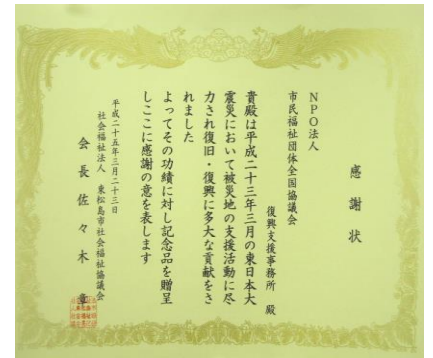 感謝状
NPO法人
市民福祉団体全国協議会
復興支援事務所 殿
貴殿は平成二十三年三月の東日本大
震災において被災地の支援活動に尽
力され復旧・復興に多大な貢献をさ
れました
よってその功績に対し記念品を贈呈
しここに感謝の意を表します
平成二十五年三月二十三日
社会福祉法人 東松島市社会福祉協議会
会長 佐々木 章